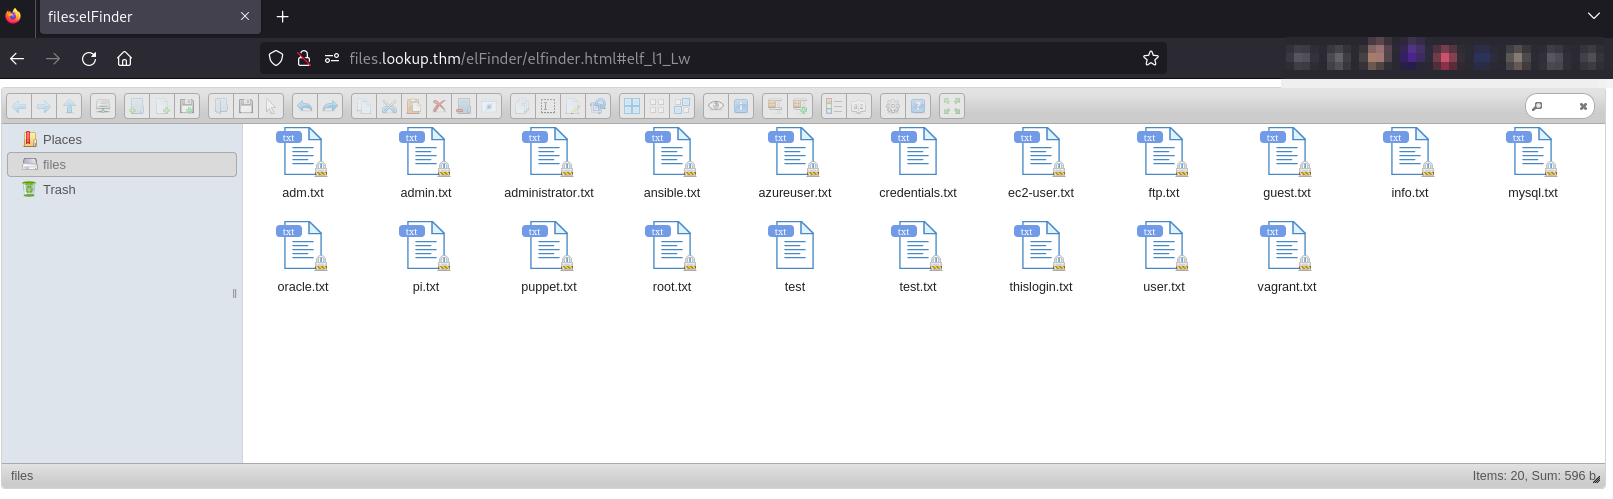 files:elFinder
files.lookup.thm/elFinder/elfinder.html#elf_l1_Lw
Places
files
Trash
txt txt txt txt txt txt txt txt txt txt txt
adm.txt admin.txt administrator.txt ansible.txt azureuser.txt credentials.txt ec2-user.txt ftp.txt guest.txt info.txt mysql.txt
txt txt txt txt txt txt txt txt txt
oracle.txt pi.txt puppet.txt root.txt test test.txt thislogin.txt user.txt vagrant.txt
files
Items: 20, Sum: 596 b